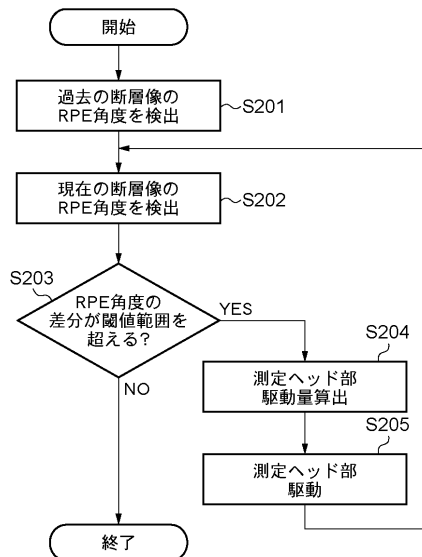 開始
過去の断層像の
RPE角度を検出
S201
現在の断層像の
RPE角度を検出
S202
S203
RPE角度の
差分が閾値範囲を
超える?
YES
NO
S204
測定ヘッド部
駆動量算出
S205
測定ヘッド部
駆動
終了